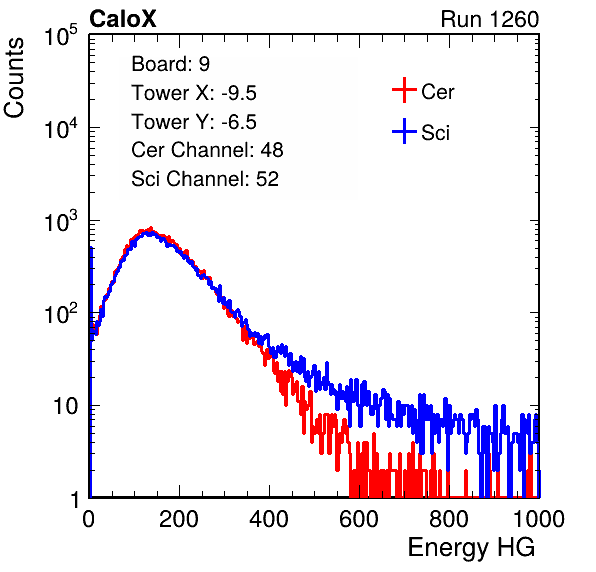 CaloX Run 1260
Counts
10^5
10^4
10^3
10^2
10
1
Board: 9
Tower X: -9.5
Tower Y: -6.5
Cer Channel: 48
Sci Channel: 52
Cer
Sci
0 200 400 600 800 1000
Energy HG